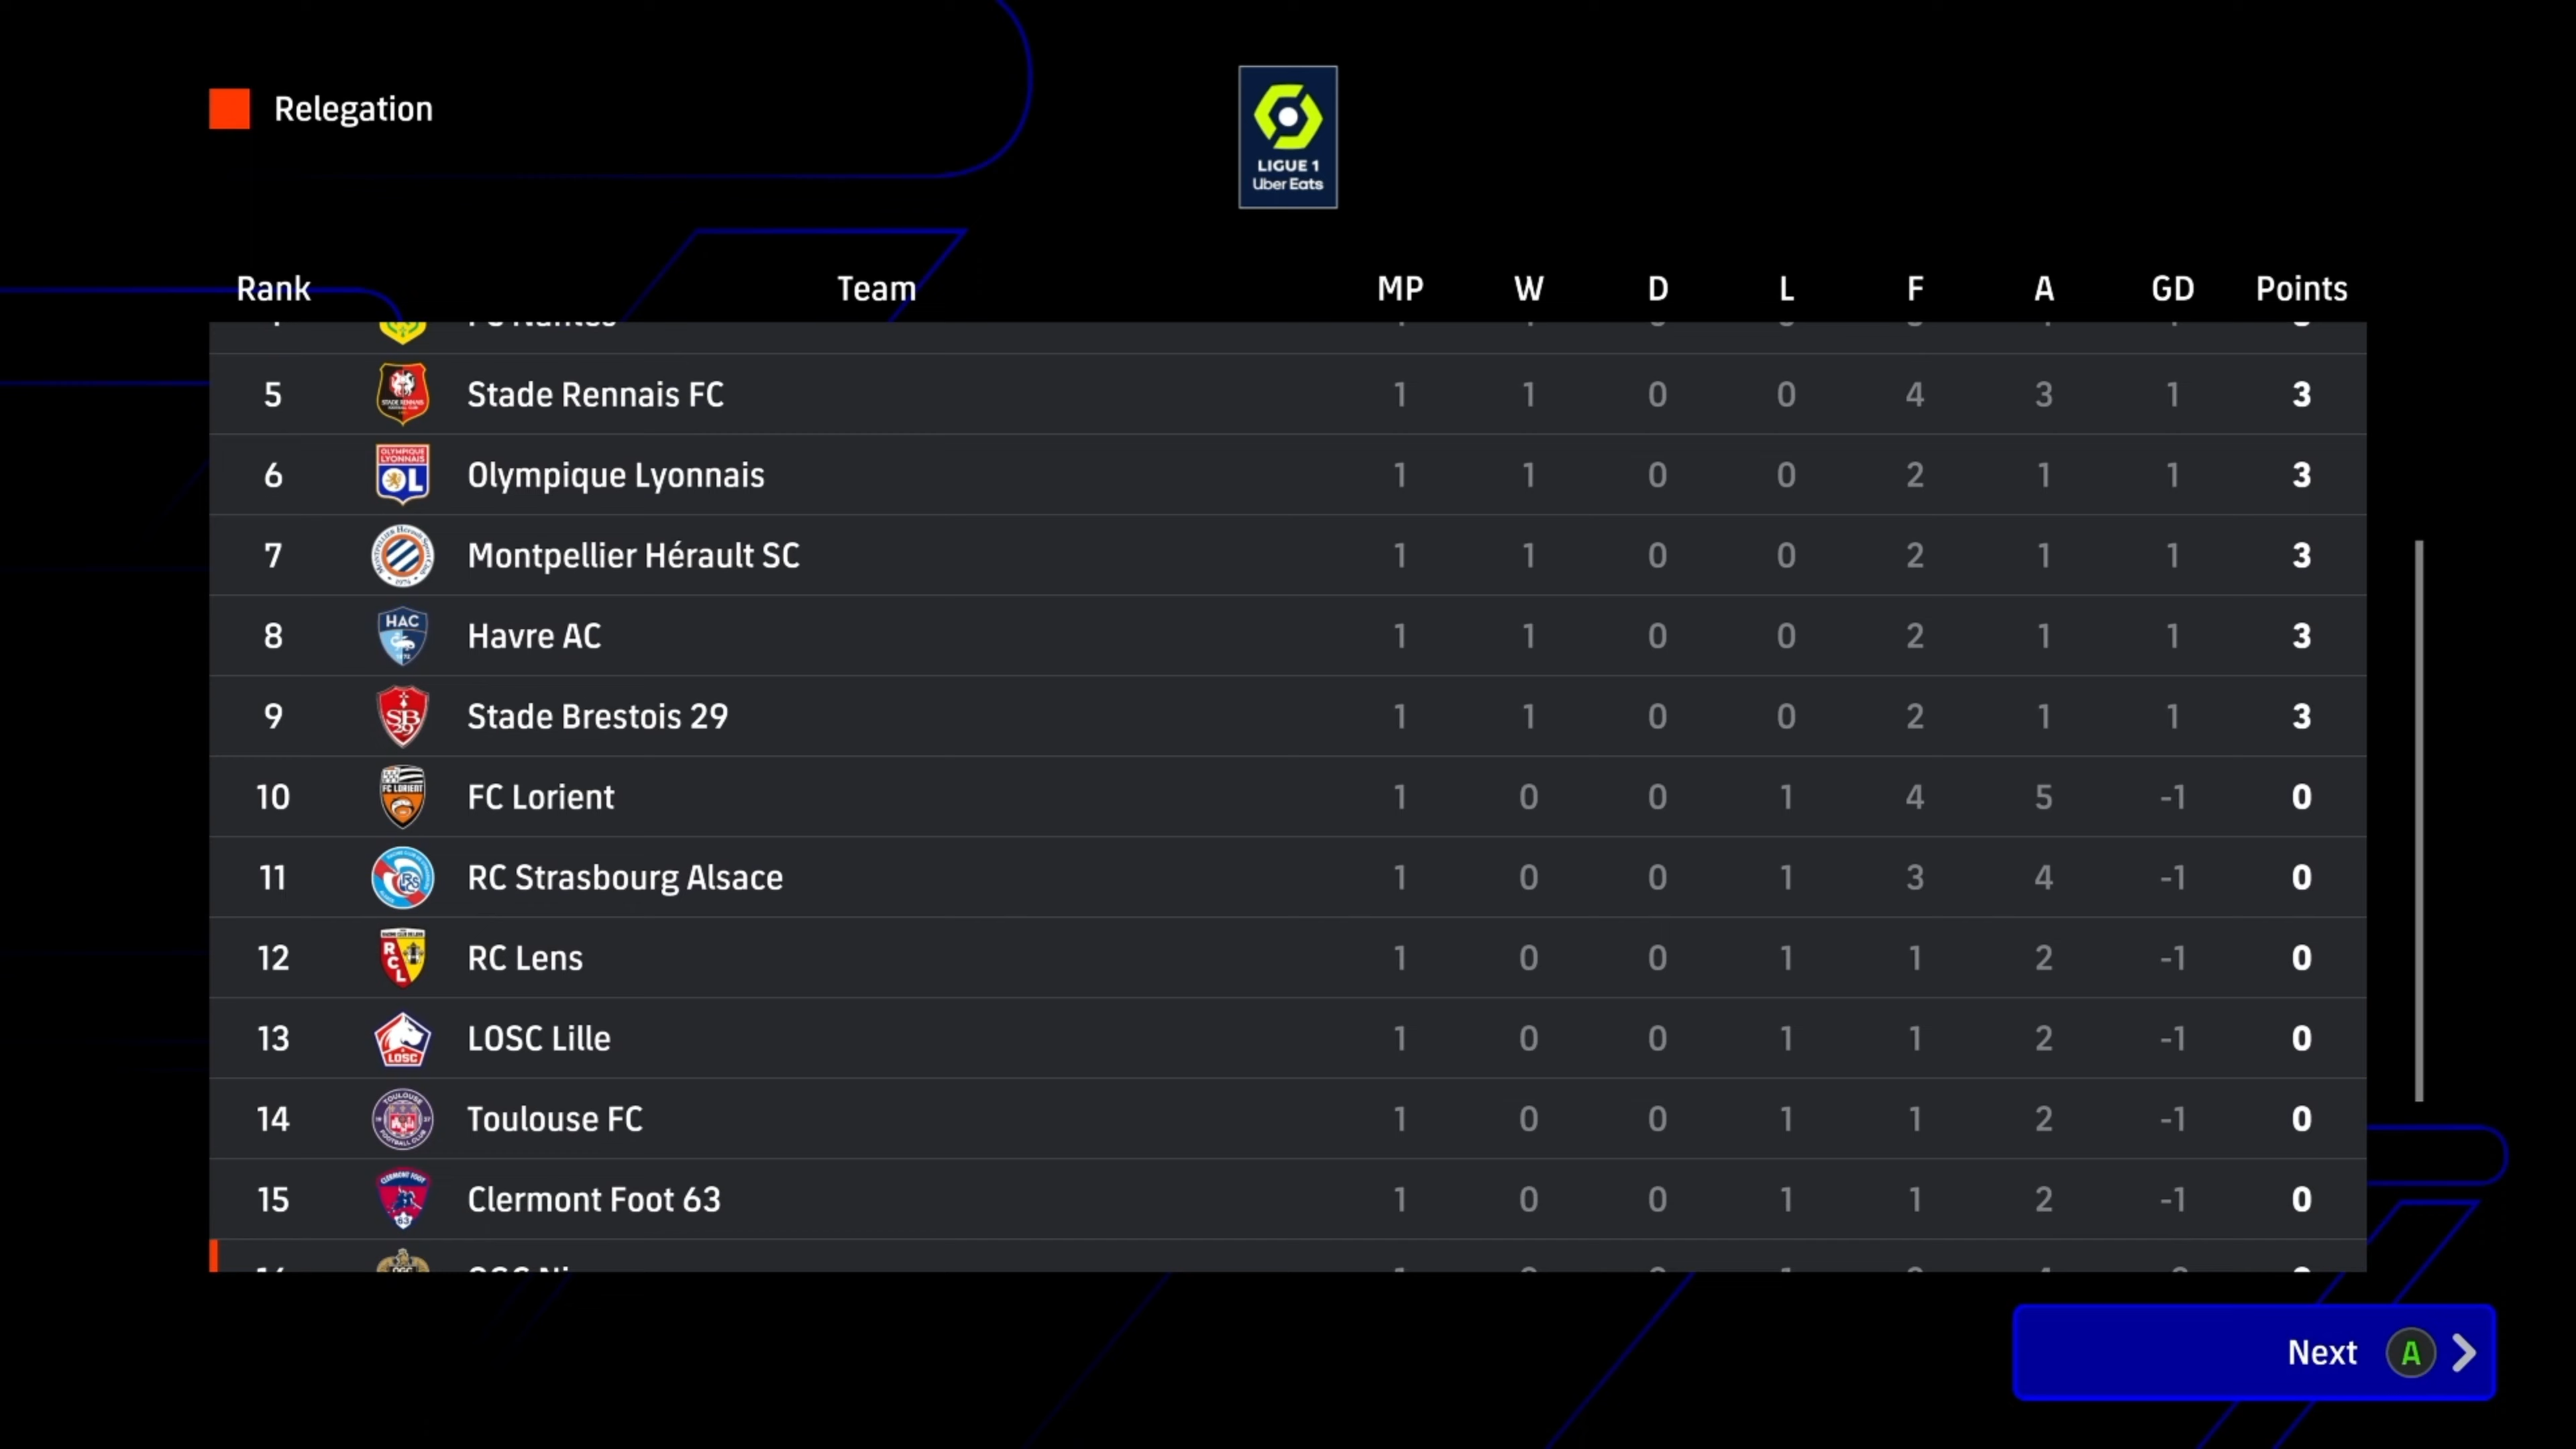 Relegation
LIGUE 1
Uber Eats
Rank Team MP W D L F A GD Points
5 Stade Rennais FC 1 1 0 0 4 3 1 3
6 Olympique Lyonnais 1 1 0 0 2 1 1 3
7 Montpellier Hérault SC 1 1 0 0 2 1 1 3
8 Havre AC 1 1 0 0 2 1 1 3
9 Stade Brestois 29 1 1 0 0 2 1 1 3
10 FC Lorient 1 0 0 1 4 5 -1 0
11 RC Strasbourg Alsace 1 0 0 1 3 4 -1 0
12 RC Lens 1 0 0 1 1 2 -1 0
13 LOSC Lille 1 0 0 1 1 2 -1 0
14 Toulouse FC 1 0 0 1 1 2 -1 0
15 Clermont Foot 63 1 0 0 1 1 2 -1 0
Next A